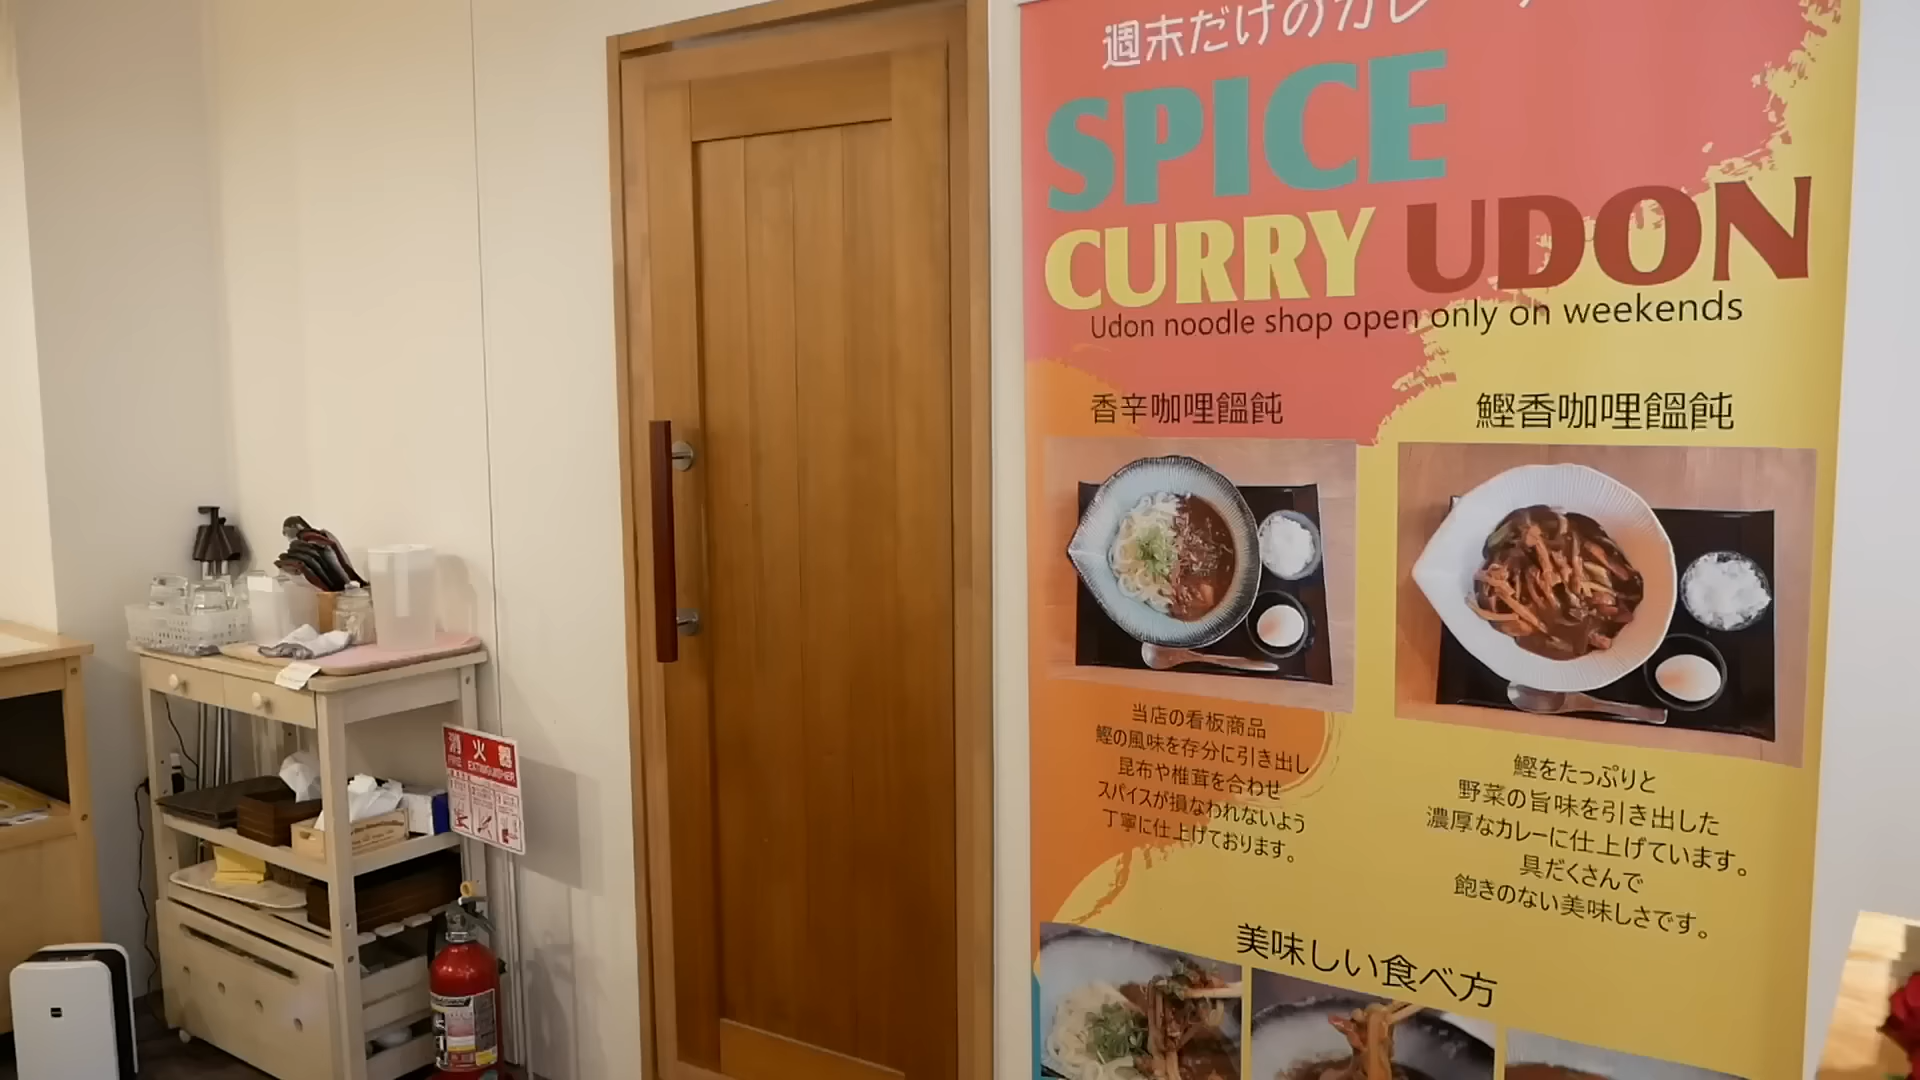 週末だけのカレー
SPICE
CURRY UDON
Udon noodle shop open only on weekends
香辛咖哩饂飩
当店の看板商品
鰹の風味を存分に引き出し
昆布や椎茸を合わせ
スパイスが損なわれないよう
丁寧に仕上げております。
鰹香咖哩饂飩
鰹をたっぷりと
野菜の旨味を引き出した
濃厚なカレーに仕上げています。
具だくさんで
飽きのない美味しさです。
美味しい食べ方
消火器
FIRE EXTINGUISHER